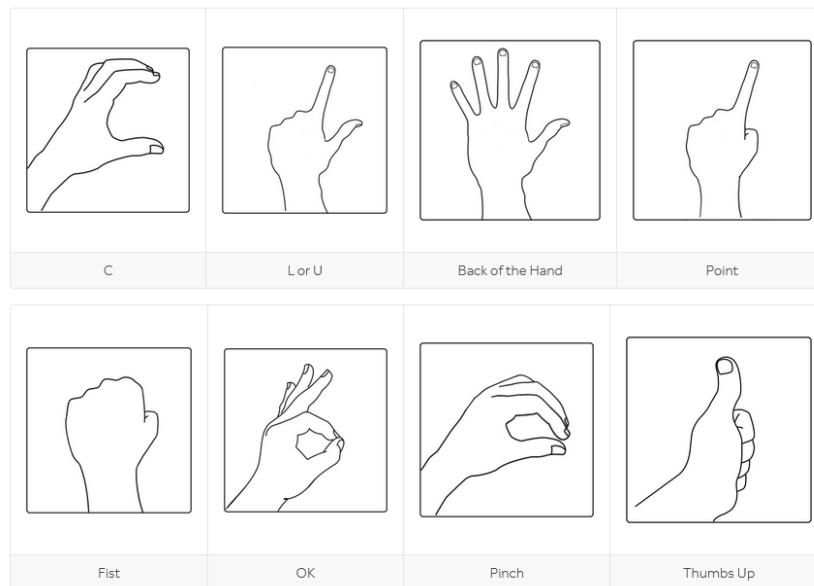 C
L or U
Back of the Hand
Point
Fist
OK
Pinch
Thumbs Up